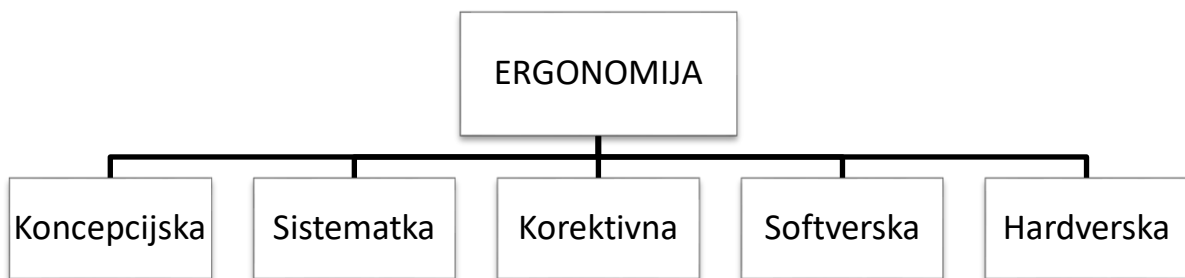 ERGONOMIJA
Koncepcijska
Sistematka
Korektivna
Softverska
Hardverska